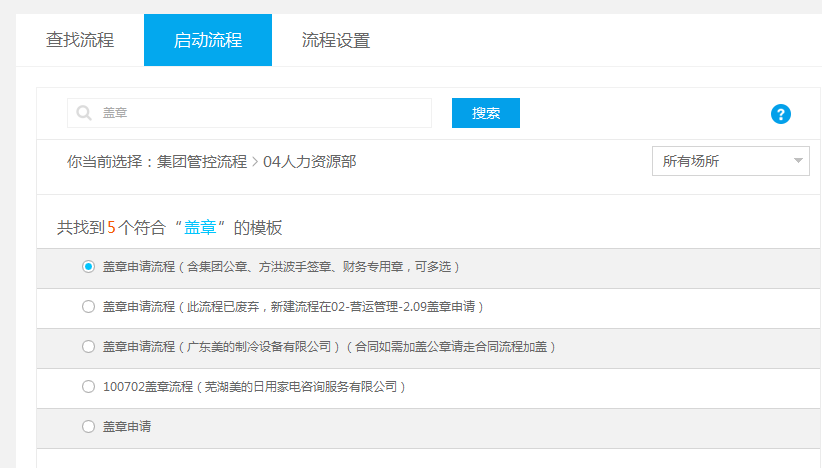 查找流程 启动流程 流程设置
盖章 搜索 ?
你当前选择：集团管控流程 > 04人力资源部 所有场所
共找到5个符合“盖章”的模板
盖章申请流程（含集团公章、方洪波手签章、财务专用章，可多选）
盖章申请流程（此流程已废弃，新建流程在02-营运管理-2.09盖章申请）
盖章申请流程（广东美的制冷设备有限公司）（合同如需加盖公章请走合同流程加盖）
100702盖章流程（芜湖美的日用家电咨询服务有限公司）
盖章申请